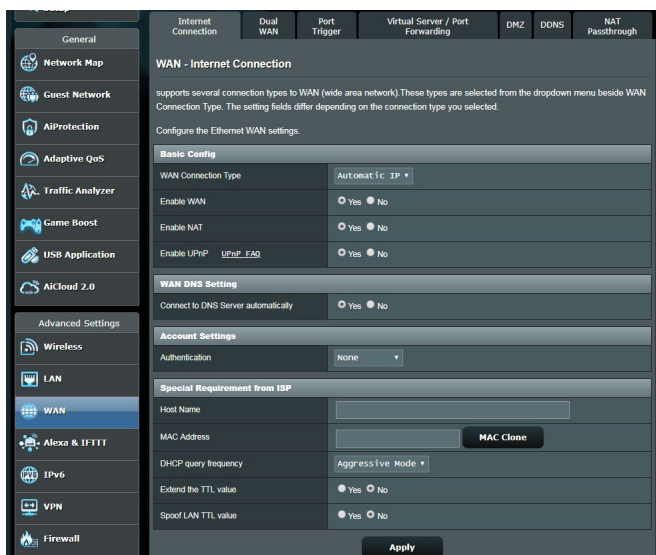 General
Network Map
Guest Network
AiProtection
Adaptive QoS
Traffic Analyzer
Game Boost
USB Application
AiCloud 2.0
Advanced Settings
Wireless
LAN
WAN
Alexa & IFTTT
IPv6
VPN
Firewall
Internet Connection
Dual WAN
Port Trigger
Virtual Server / Port Forwarding
DMZ
DDNS
NAT Passthrough
WAN - Internet Connection
supports several connection types to WAN (wide area network).These types are selected from the dropdown menu beside WAN
Connection Type. The setting fields differ depending on the connection type you selected.
Configure the Ethernet WAN settings.
Basic Config
WAN Connection Type Automatic IP
Enable WAN Yes No
Enable NAT Yes No
Enable UPnP UPnP FAQ Yes No
WAN DNS Setting
Connect to DNS Server automatically Yes No
Account Settings
Authentication None
Special Requirement from ISP
Host Name
MAC Address MAC Clone
DHCP query frequency Aggressive Mode
Extend the TTL value Yes No
Spoof LAN TTL value Yes No
Apply